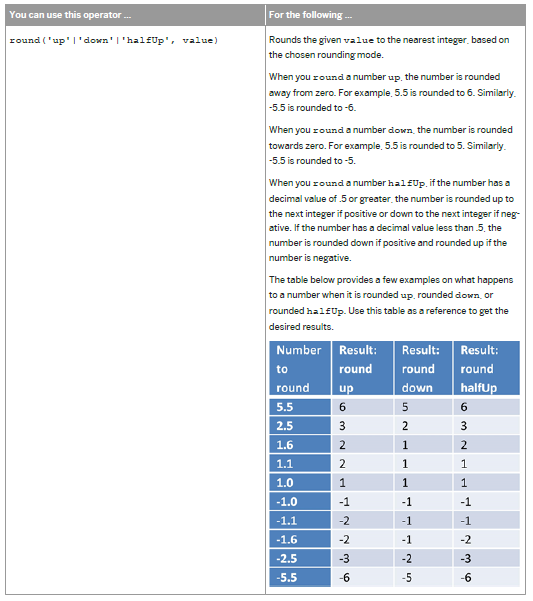 You can use this operator ...
For the following ...
round('up'|'down'|'halfUp', value)
Rounds the given value to the nearest integer, based on
the chosen rounding mode.
When you round a number up, the number is rounded
away from zero. For example, 5.5 is rounded to 6. Similarly,
-5.5 is rounded to -6.
When you round a number down, the number is rounded
towards zero. For example, 5.5 is rounded to 5. Similarly,
-5.5 is rounded to -5.
When you round a number halfUp, if the number has a
decimal value of .5 or greater, the number is rounded up to
the next integer if positive or down to the next integer if neg-
ative. If the number has a decimal value less than .5, the
number is rounded down if positive and rounded up if the
number is negative.
The table below provides a few examples on what happens
to a number when it is rounded up, rounded down, or
rounded halfUp. Use this table as a reference to get the
desired results.
Number Result: Result: Result:
to round round round
round up down halfUp
5.5 6 5 6
2.5 3 2 3
1.6 2 1 2
1.1 2 1 1
1.0 1 1 1
-1.0 -1 -1 -1
-1.1 -2 -1 -1
-1.6 -2 -1 -2
-2.5 -3 -2 -3
-5.5 -6 -5 -6